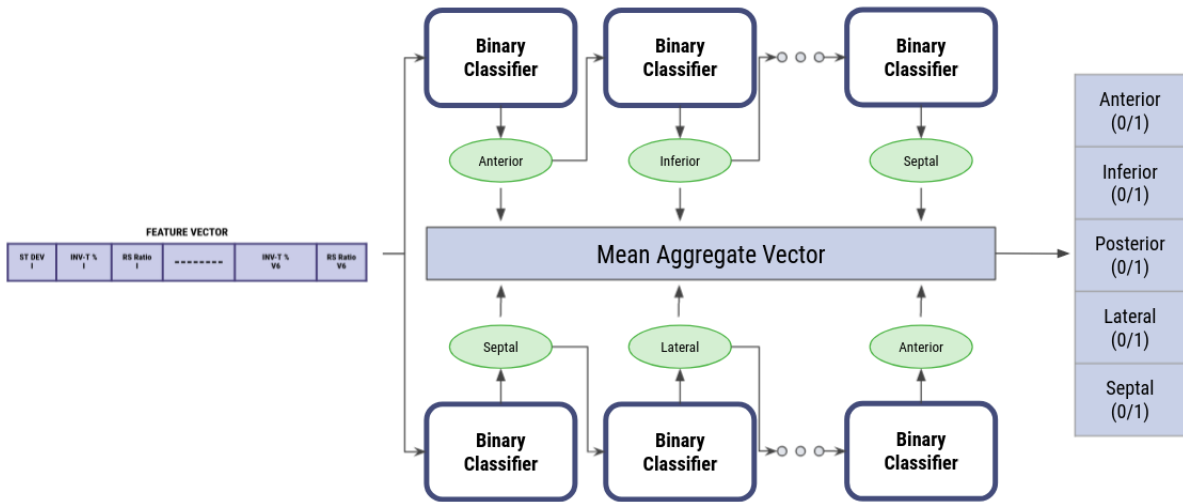 Binary
Classifier
Binary
Classifier
Binary
Classifier
Anterior
Inferior
Septal
FEATURE VECTOR
ST DEV
I
INV-T %
I
RS Ratio
I
--------
INV-T %
V6
RS Ratio
V6
Mean Aggregate Vector
Septal
Lateral
Anterior
Binary
Classifier
Binary
Classifier
Binary
Classifier
Anterior
(0/1)
Inferior
(0/1)
Posterior
(0/1)
Lateral
(0/1)
Septal
(0/1)